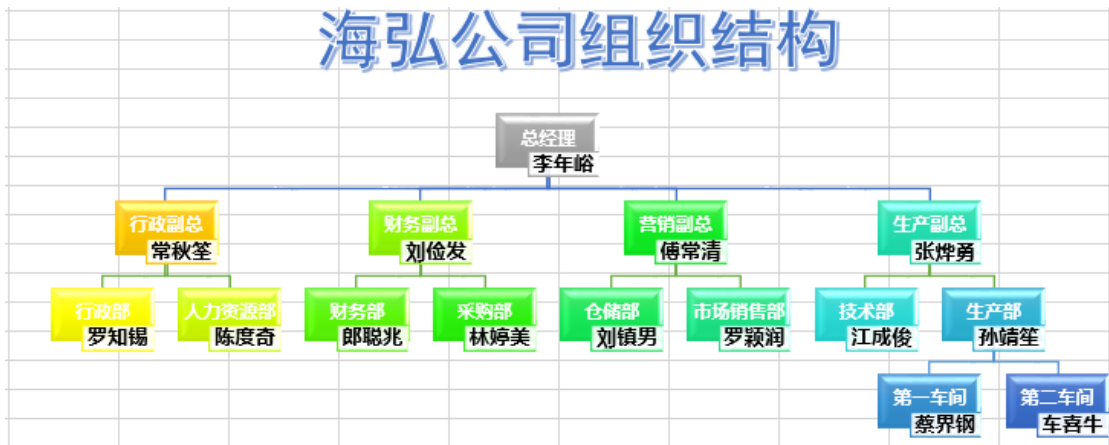 海弘公司组织结构
总经理
李年峪
行政副总
常秋筌
财务副总
刘俭发
营销副总
傅常清
生产副总
张烨勇
行政部
罗知锡
人力资源部
陈度奇
财务部
郎聪兆
采购部
林婷美
仓储部
刘镇男
市场销售部
罗颖润
技术部
江成俊
生产部
孙靖笙
第一车间
蔡界钢
第二车间
车喜牛